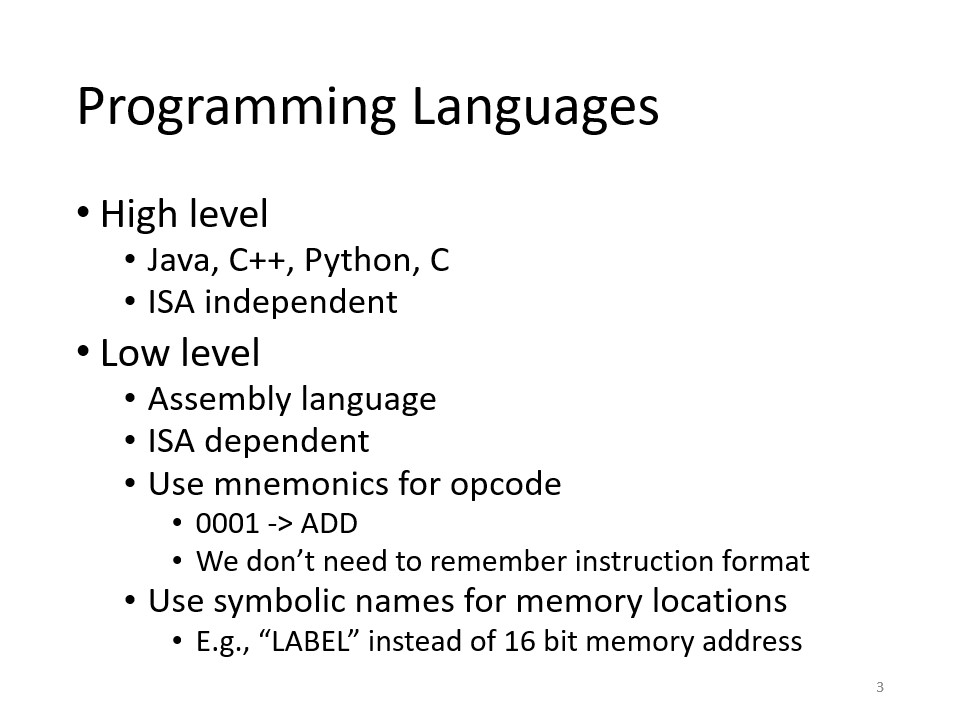 Programming Languages
• High level
• Java, C++, Python, C
• ISA independent
• Low level
• Assembly language
• ISA dependent
• Use mnemonics for opcode
• 0001 -> ADD
• We don’t need to remember instruction format
• Use symbolic names for memory locations
• E.g., “LABEL” instead of 16 bit memory address
3